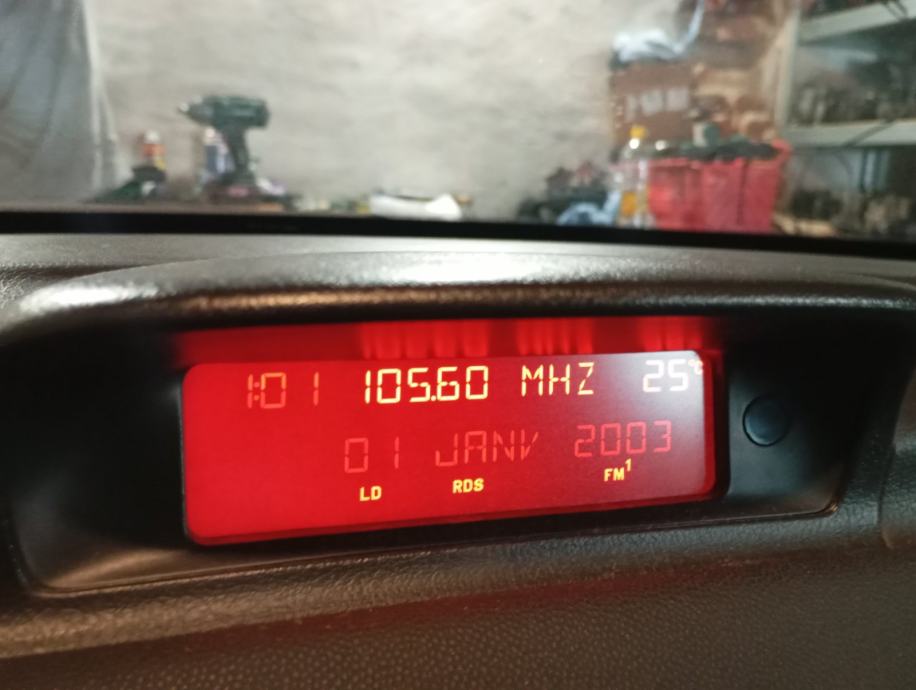 1:01 105.60 MHZ 25°C
01 JANV 2003
LD RDS FM1